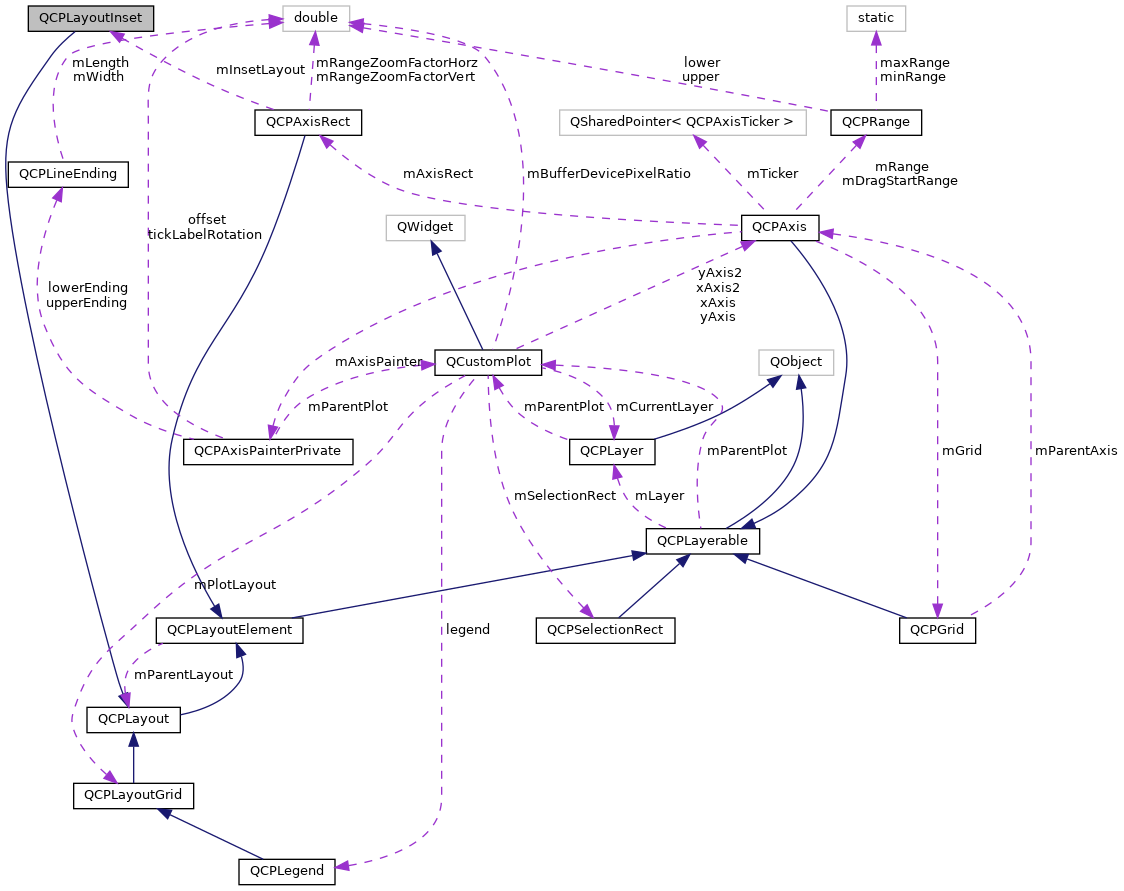 QCPLayoutInset
double
static
mLength
mWidth
mInsetLayout
mRangeZoomFactorHorz
mRangeZoomFactorVert
lower
upper
maxRange
minRange
QCPAxisRect
QSharedPointer< QCPAxisTicker >
QCPRange
QCPLineEnding
mAxisRect
mBufferDevicePixelRatio
mTicker
mRange
mDragStartRange
offset
tickLabelRotation
QWidget
QCPAxis
lowerEnding
upperEnding
yAxis2
xAxis2
xAxis
yAxis
mAxisPainter
QCustomPlot
QObject
mParentPlot
mParentPlot
mCurrentLayer
QCPAxisPainterPrivate
QCPLayer
mParentPlot
mGrid
mParentAxis
mSelectionRect
mLayer
QCPLayerable
mPlotLayout
QCPLayoutElement
legend
QCPSelectionRect
QCPGrid
mParentLayout
QCPLayout
QCPLayoutGrid
QCPLegend